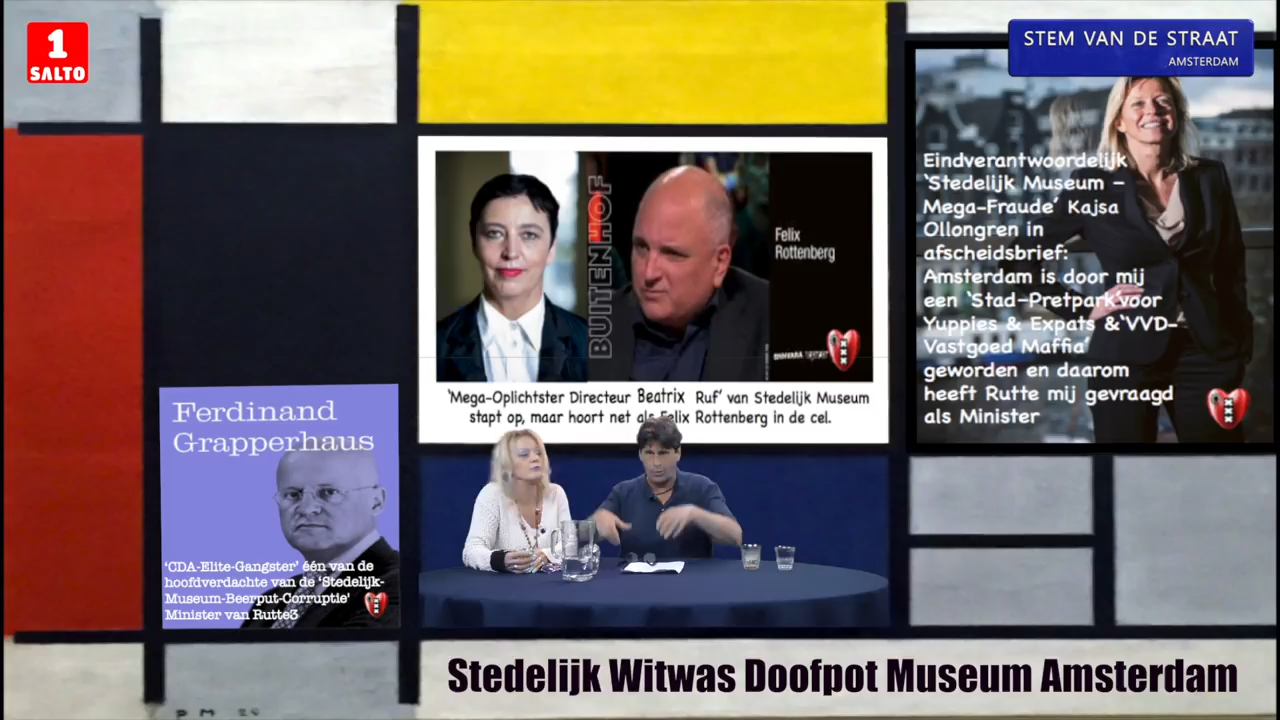 1
SALTO
STEM VAN DE STRAAT
AMSTERDAM
BUITENHOF
Felix
Rottenberg
'Mega-Oplichtster Directeur Beatrix Ruf' van Stedelijk Museum
stapt op, maar hoort net als Felix Rottenberg in de cel.
Eindverantwoordelijk
'Stedelijk Museum –
Mega-Fraude' Kajsa
Ollongren in
afscheidsbrief:
Amsterdam is door mij
een 'Stad-Pretpark'voor
Yuppies & Expats &'VVD-
Vastgoed Maffia'
geworden en daarom
heeft Rutte mij gevraagd
als Minister
Ferdinand
Grapperhaus
'CDA-Elite-Gangster' één van de
hoofdverdachte van de 'Stedelijk-
Museum-Beerput-Corruptie'
Minister van Rutte3
Stedelijk Witwas Doofpot Museum Amsterdam